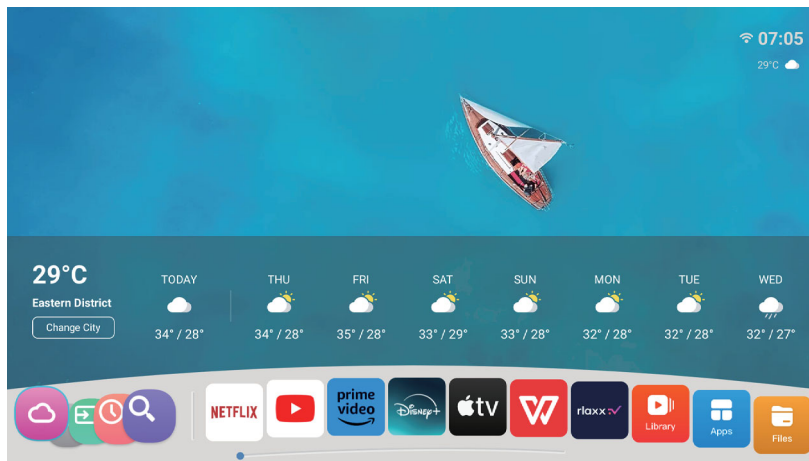 07:05
29°C
29°C
Eastern District
Change City
TODAY
34° / 28°
THU
34° / 28°
FRI
35° / 28°
SAT
33° / 29°
SUN
33° / 28°
MON
32° / 28°
TUE
32° / 28°
WED
32° / 27°
NETFLIX
prime
video
Disney+
tv
W
rlaxx
Library
Apps
Files